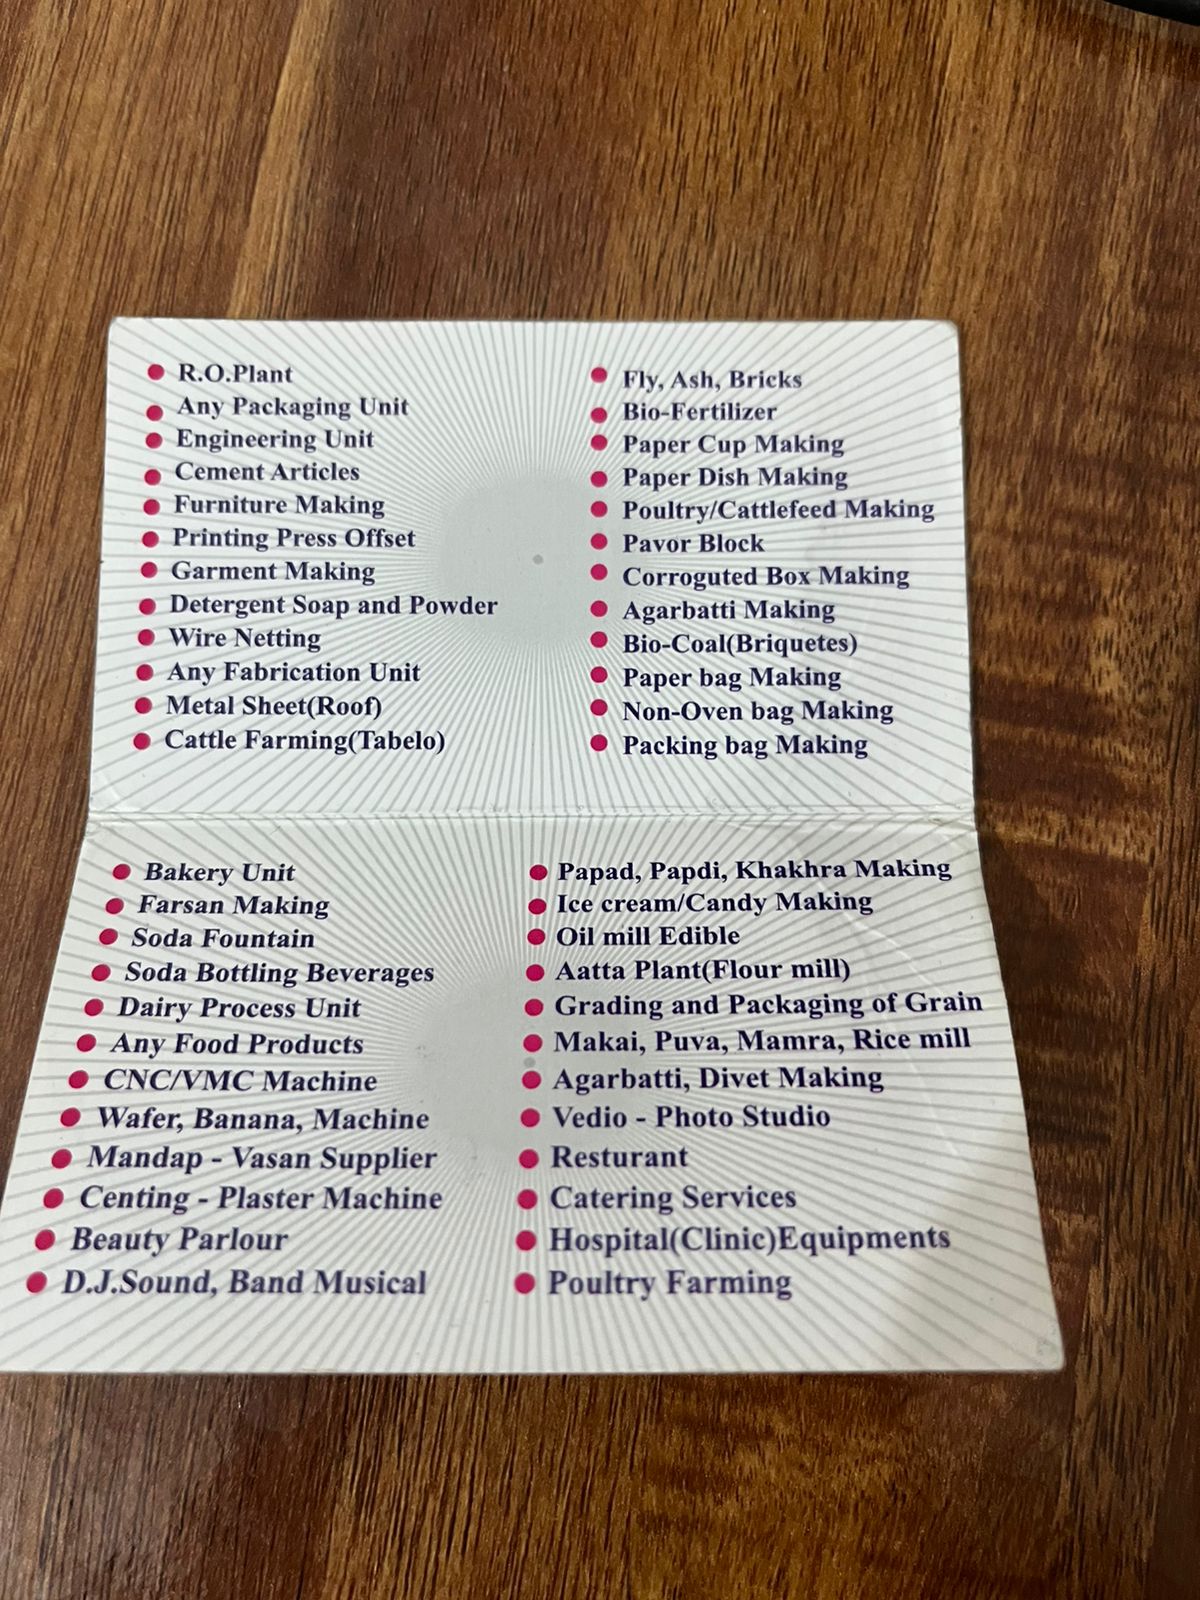 R.O.Plant
Any Packaging Unit
Engineering Unit
Cement Articles
Furniture Making
Printing Press Offset
Garment Making
Detergent Soap and Powder
Wire Netting
Any Fabrication Unit
Metal Sheet(Roof)
Cattle Farming(Tabelo)
Fly, Ash, Bricks
Bio-Fertilizer
Paper Cup Making
Paper Dish Making
Poultry/Cattlefeed Making
Pavor Block
Corroguted Box Making
Agarbatti Making
Bio-Coal(Briquetes)
Paper bag Making
Non-Oven bag Making
Packing bag Making
Bakery Unit
Farsan Making
Soda Fountain
Soda Bottling Beverages
Dairy Process Unit
Any Food Products
CNC/VMC Machine
Wafer, Banana, Machine
Mandap - Vasan Supplier
Centing - Plaster Machine
Beauty Parlour
D.J.Sound, Band Musical
Papad, Papdi, Khakhra Making
Ice cream/Candy Making
Oil mill Edible
Aatta Plant(Flour mill)
Grading and Packaging of Grain
Makai, Puva, Mamra, Rice mill
Agarbatti, Divet Making
Vedio - Photo Studio
Resturant
Catering Services
Hospital(Clinic)Equipments
Poultry Farming